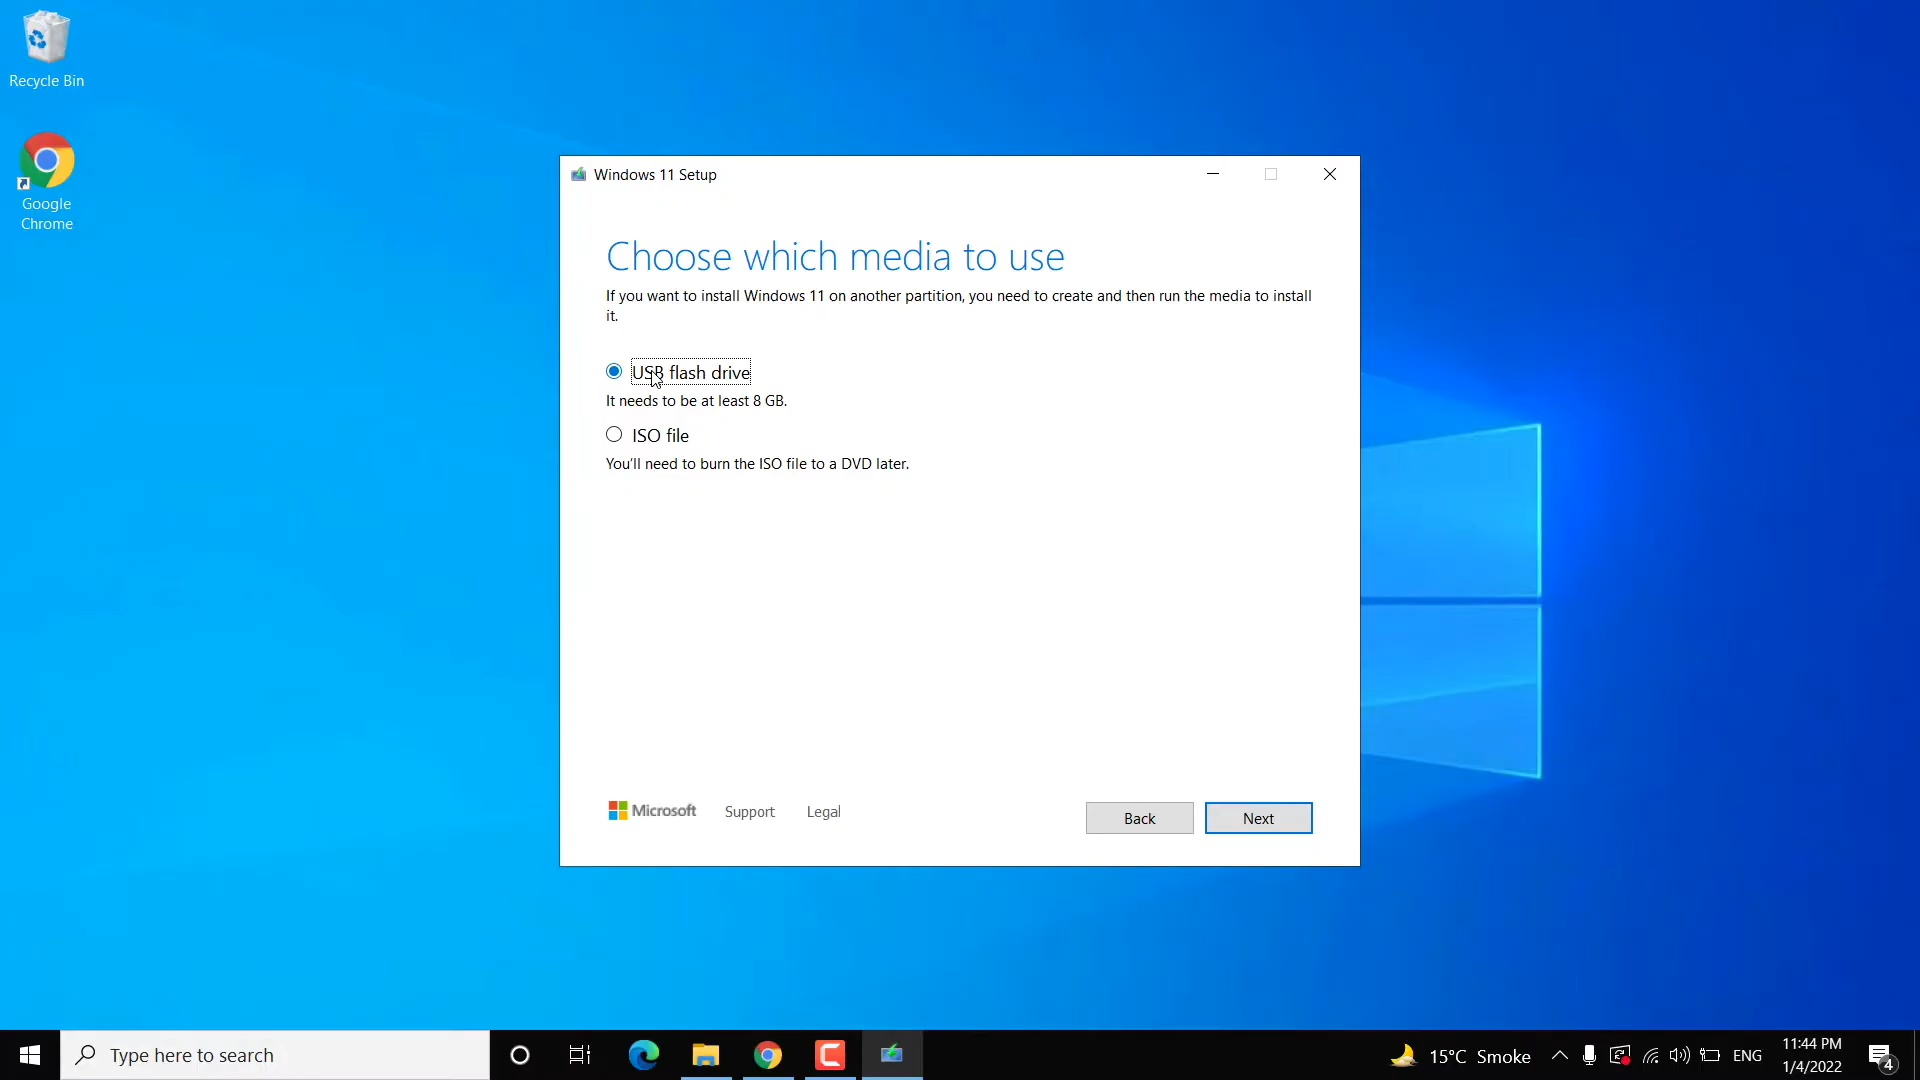 Recycle Bin
Google
Chrome
Windows 11 Setup
Choose which media to use
If you want to install Windows 11 on another partition, you need to create and then run the media to install
it.
USB flash drive
It needs to be at least 8 GB.
ISO file
You'll need to burn the ISO file to a DVD later.
Microsoft
Support
Legal
Back
Next
Type here to search
15°C Smoke
ENG
11:44 PM
1/4/2022
4